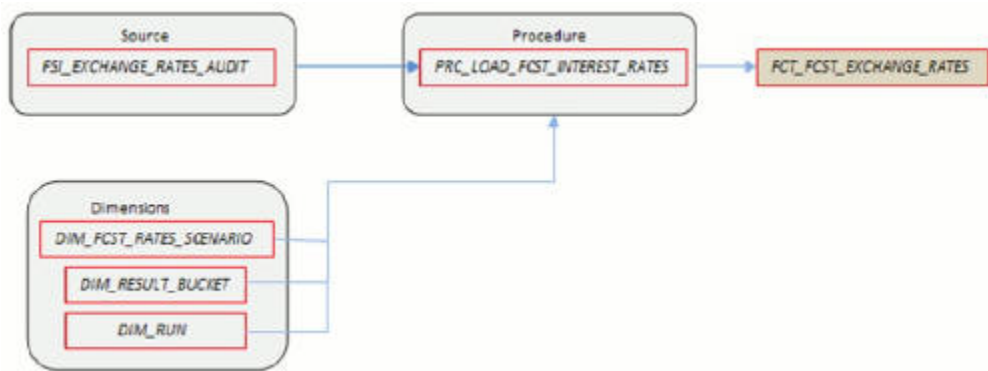 Source
FSI_EXCHANGE_RATES_AUDIT
Procedure
PRC_LOAD_FCST_INTEREST_RATES
FCT_FCST_EXCHANGE_RATES
Dimensions
DIM_FCST_RATES_SCENARIO
DIM_RESULT_BUCKET
DIM_RUN